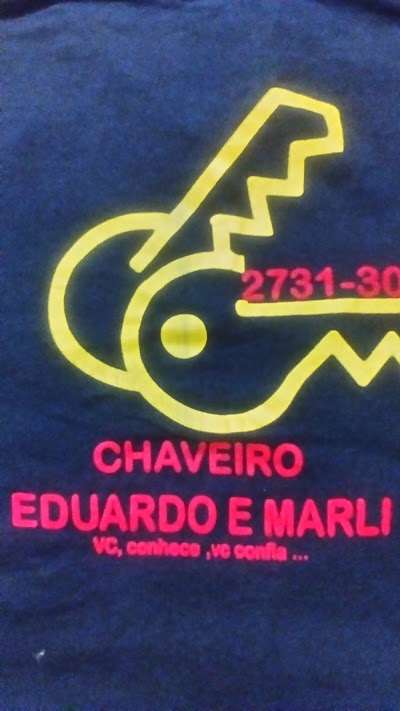 2731-30
CHAVEIRO
EDUARDO E MARLI
VC, conhece ,vc confia ...